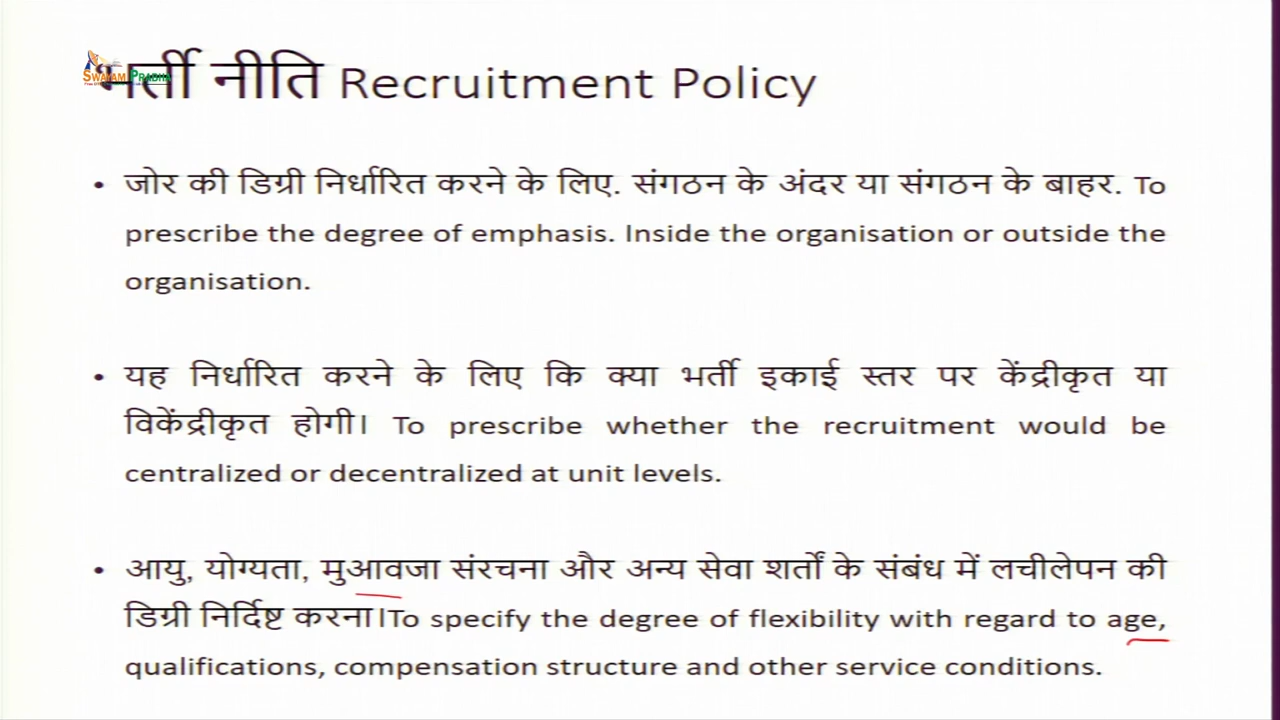 भर्ती नीति Recruitment Policy
SWAYAM PRABHA
• जोर की डिग्री निर्धारित करने के लिए. संगठन के अंदर या संगठन के बाहर. To
prescribe the degree of emphasis. Inside the organisation or outside the
organisation.
• यह निर्धारित करने के लिए कि क्या भर्ती इकाई स्तर पर केंद्रीकृत या
विकेंद्रीकृत होगी। To prescribe whether the recruitment would be
centralized or decentralized at unit levels.
• आयु, योग्यता, मुआवजा संरचना और अन्य सेवा शर्तों के संबंध में लचीलेपन की
डिग्री निर्दिष्ट करना।To specify the degree of flexibility with regard to age,
qualifications, compensation structure and other service conditions.